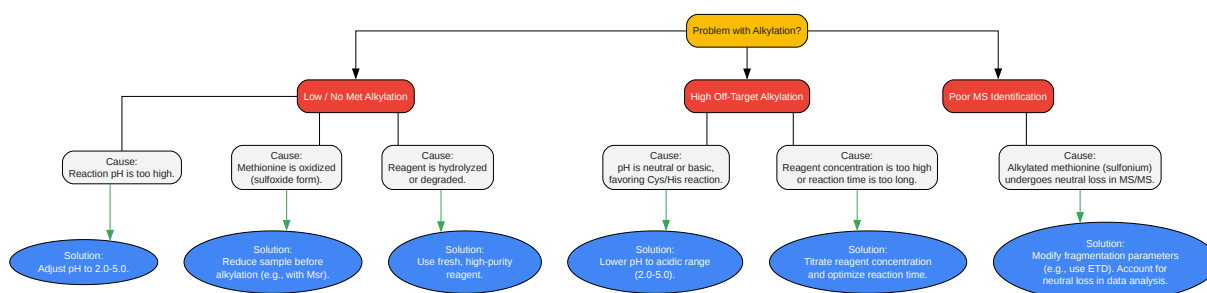 Problem with Alkylation?
Low / No Met Alkylation
High Off-Target Alkylation
Poor MS Identification
Cause:
Reaction pH is too high.
Cause:
Methionine is oxidized
(sulfoxide form).
Cause:
Reagent is hydrolyzed
or degraded.
Cause:
pH is neutral or basic,
favoring Cys/His reaction.
Cause:
Reagent concentration is too high
or reaction time is too long.
Cause:
Alkylated methionine (sulfonium)
undergoes neutral loss in MS/MS.
Solution:
Adjust pH to 2.0-5.0.
Solution:
Reduce sample before
alkylation (e.g., with Msr).
Solution:
Use fresh, high-purity
reagent.
Solution:
Lower pH to acidic range
(2.0-5.0).
Solution:
Titrate reagent concentration
and optimize reaction time.
Solution:
Modify fragmentation parameters
(e.g., use ETD). Account for
neutral loss in data analysis.